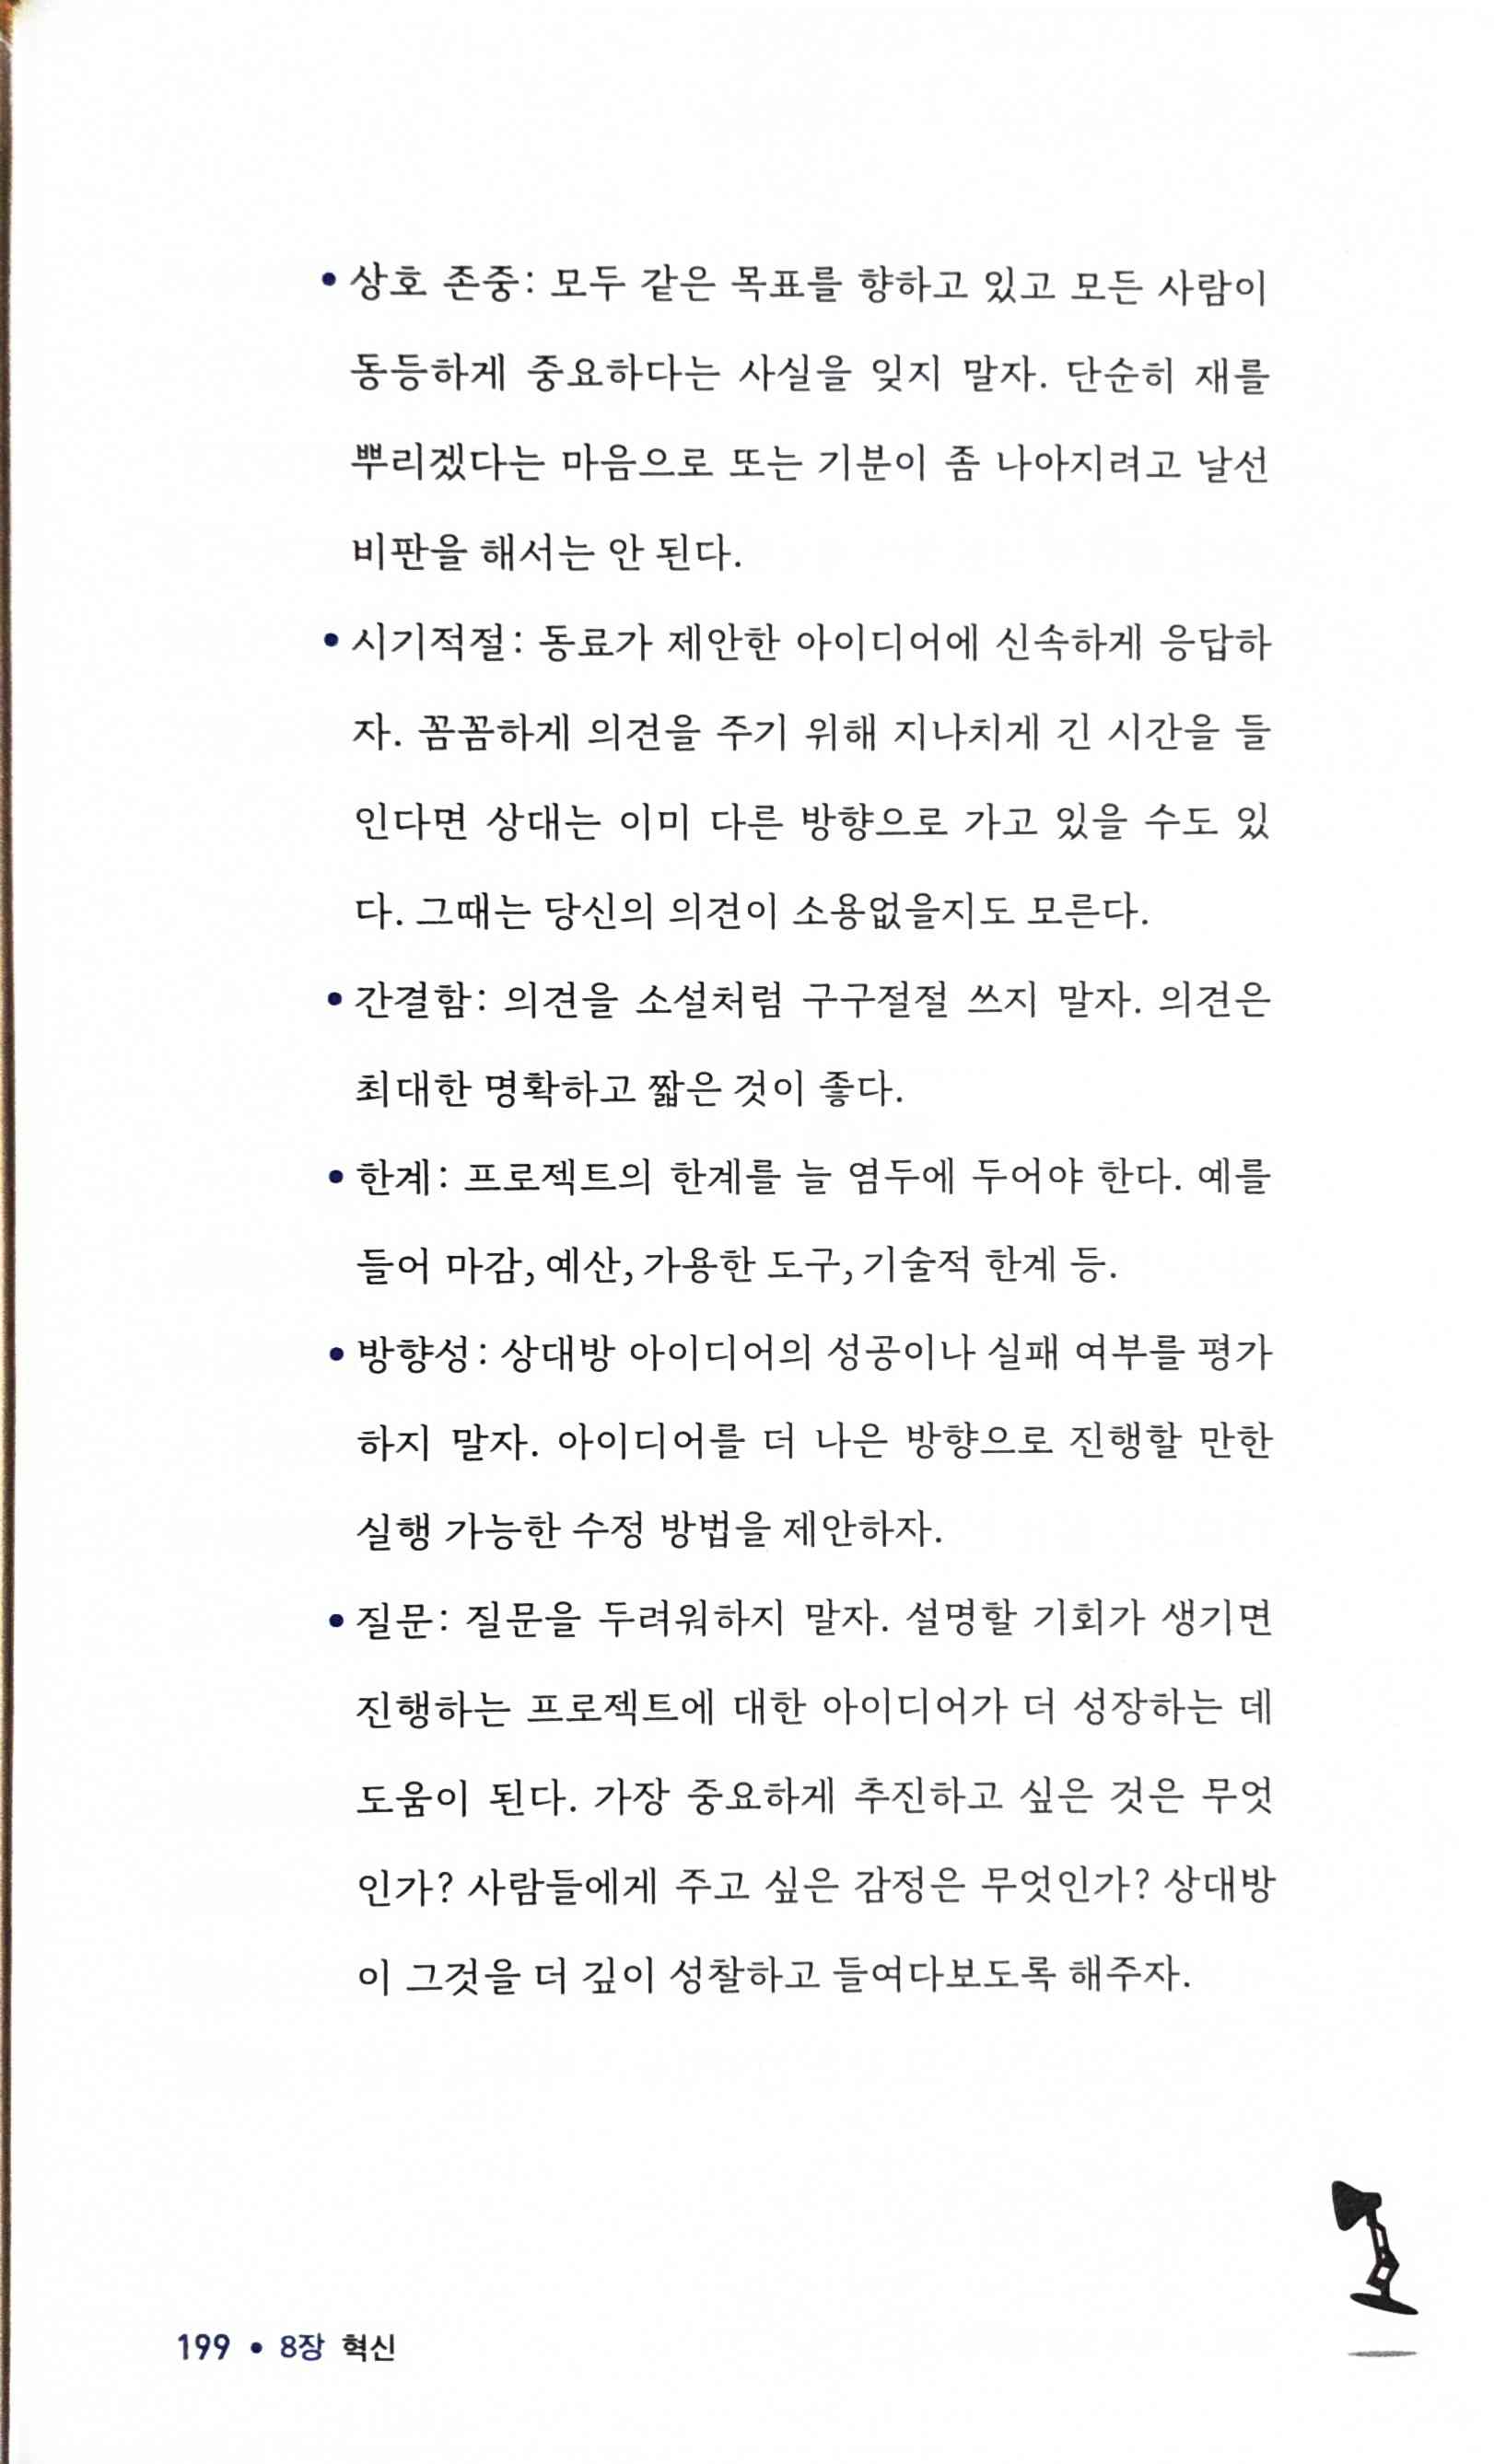 • 상호 존중: 모두 같은 목표를 향하고 있고 모든 사람이
동등하게 중요하다는 사실을 잊지 말자. 단순히 재를
뿌리겠다는 마음으로 또는 기분이 좀 나아지려고 날선
비판을 해서는 안 된다.
• 시기적절: 동료가 제안한 아이디어에 신속하게 응답하
자. 꼼꼼하게 의견을 주기 위해 지나치게 긴 시간을 들
인다면 상대는 이미 다른 방향으로 가고 있을 수도 있
다. 그때는 당신의 의견이 소용없을지도 모른다.
• 간결함: 의견을 소설처럼 구구절절 쓰지 말자. 의견은
최대한 명확하고 짧은 것이 좋다.
• 한계: 프로젝트의 한계를 늘 염두에 두어야 한다. 예를
들어 마감, 예산, 가용한 도구, 기술적 한계 등.
• 방향성: 상대방 아이디어의 성공이나 실패 여부를 평가
하지 말자. 아이디어를 더 나은 방향으로 진행할 만한
실행 가능한 수정 방법을 제안하자.
• 질문: 질문을 두려워하지 말자. 설명할 기회가 생기면
진행하는 프로젝트에 대한 아이디어가 더 성장하는 데
도움이 된다. 가장 중요하게 추진하고 싶은 것은 무엇
인가? 사람들에게 주고 싶은 감정은 무엇인가? 상대방
이 그것을 더 깊이 성찰하고 들여다보도록 해주자.
199 • 8장 혁신